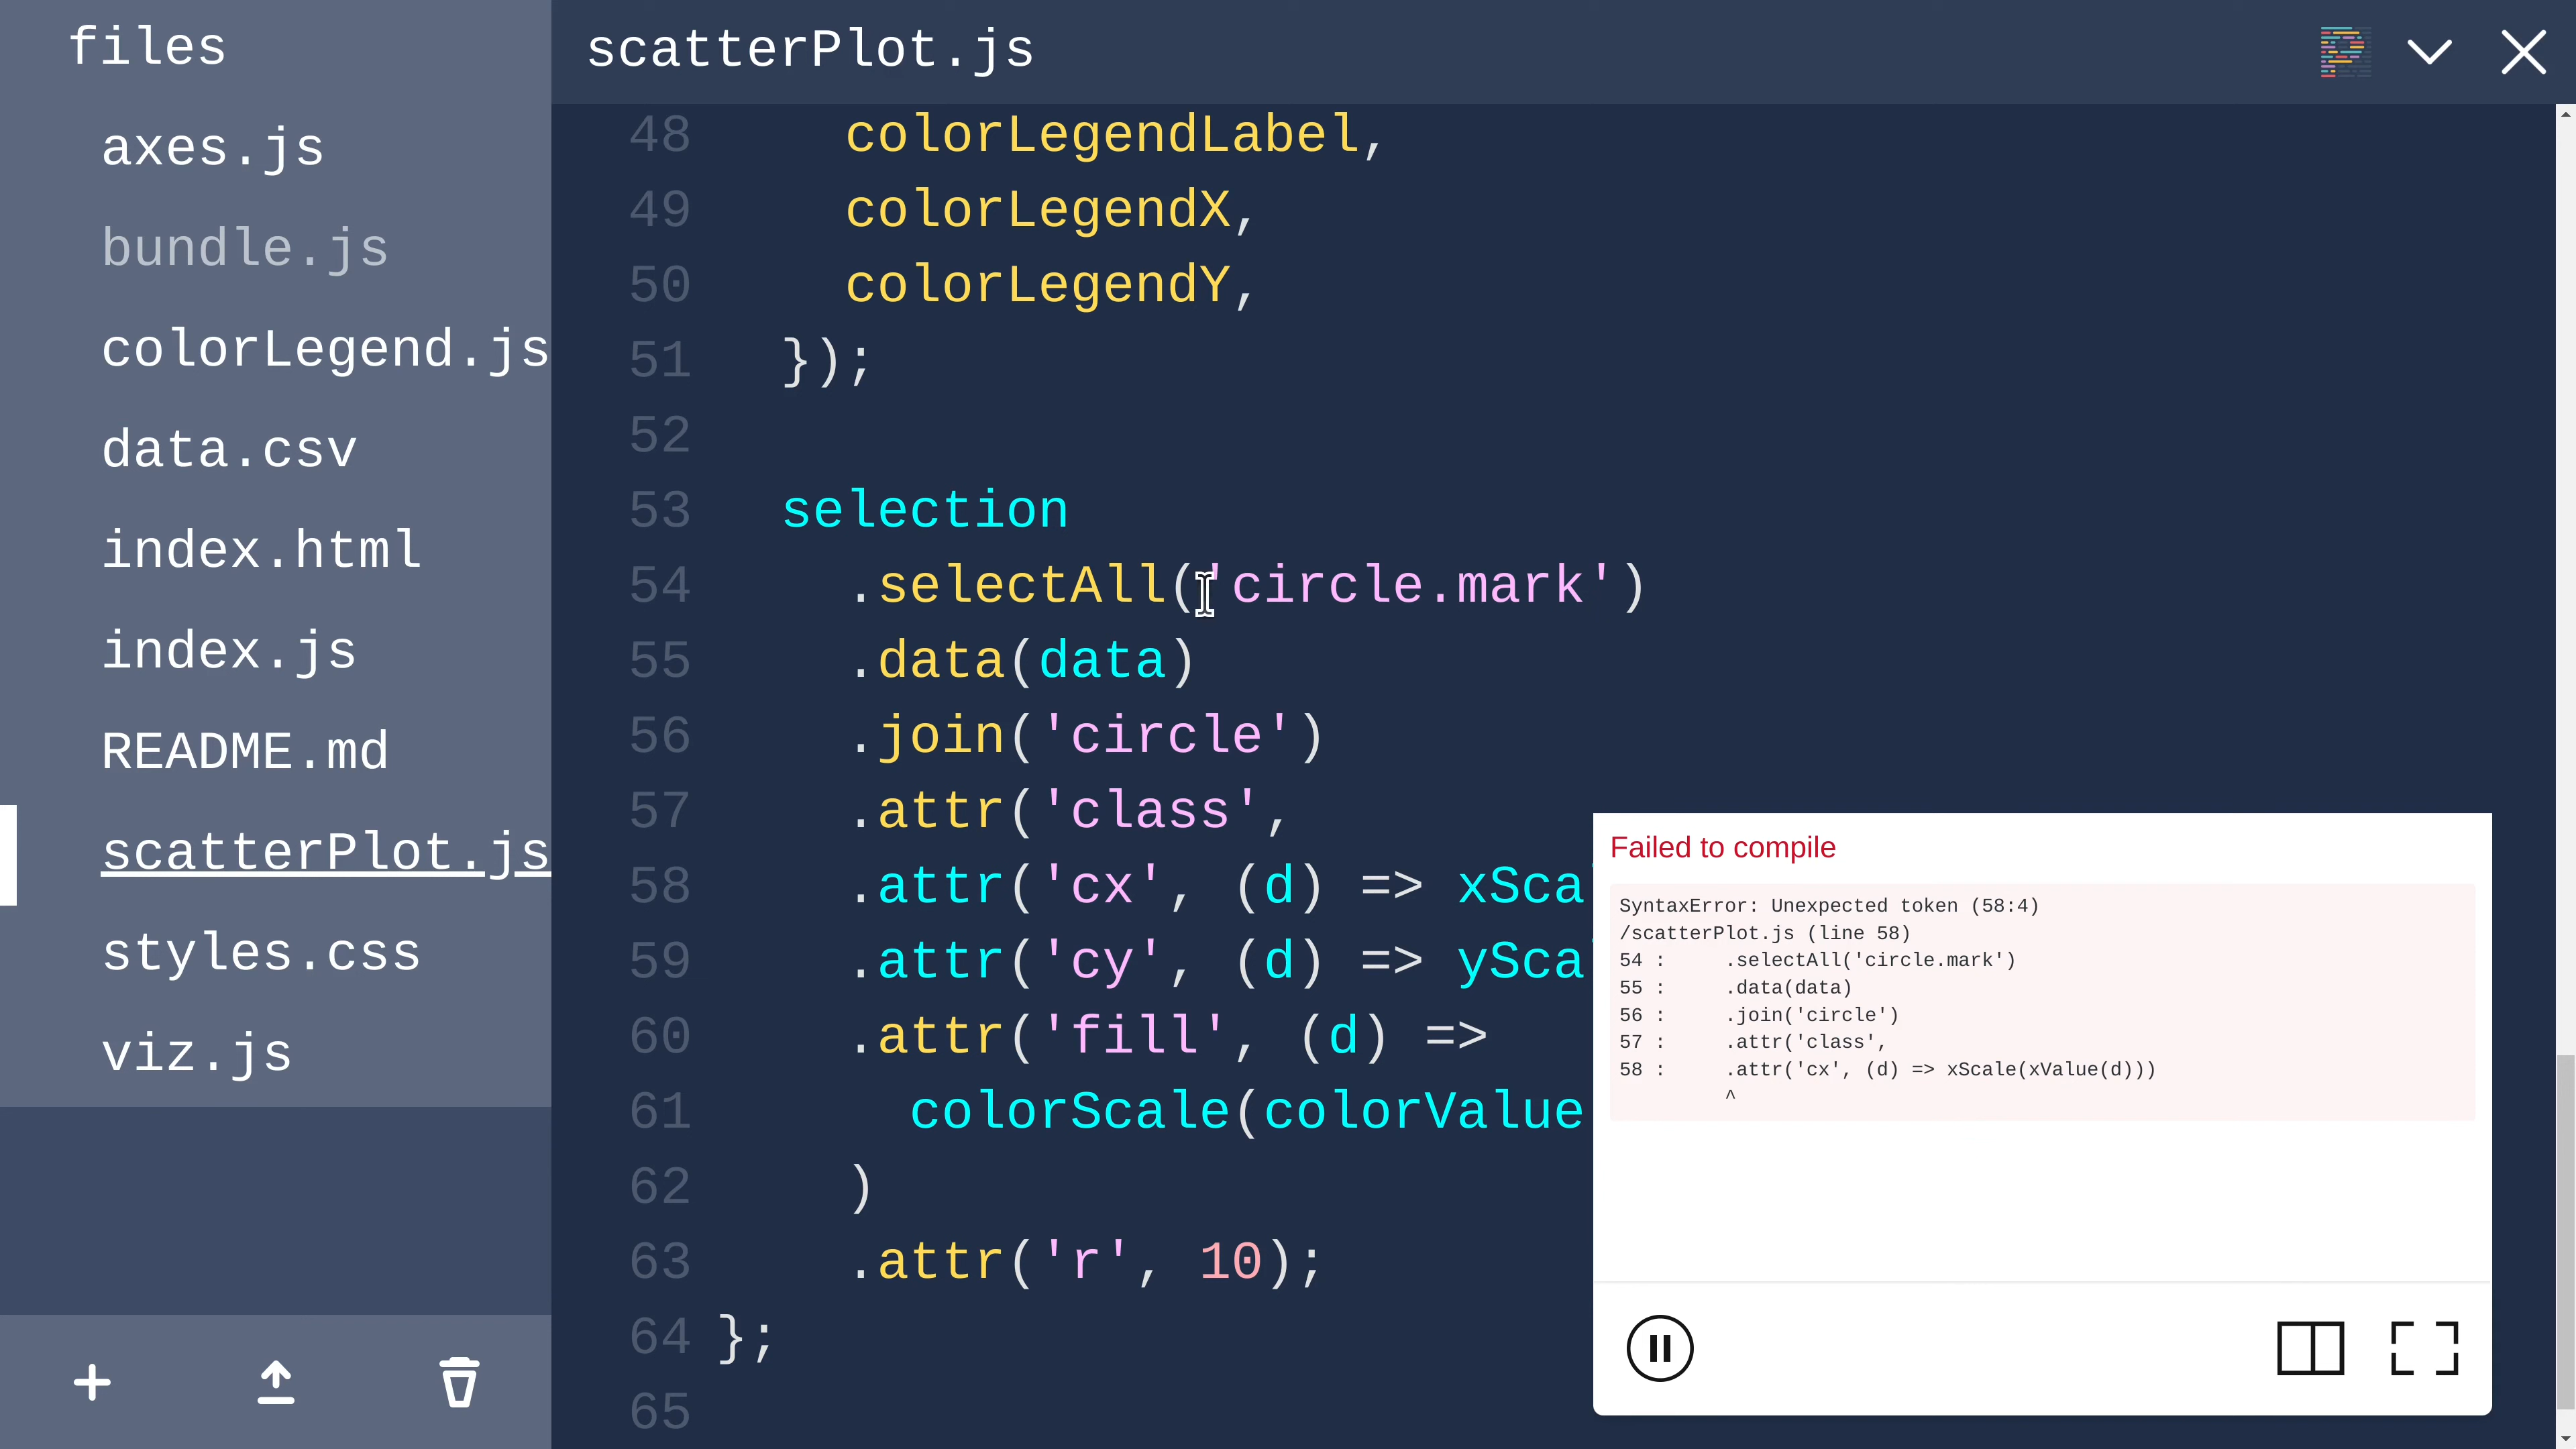 files
axes.js
bundle.js
colorLegend.js
data.csv
index.html
index.js
README.md
scatterPlot.js
styles.css
viz.js
scatterPlot.js
48 colorLegendLabel,
49 colorLegendX,
50 colorLegendY,
51 });
52
53 selection
54 .selectAll('circle.mark')
55 .data(data)
56 .join('circle')
57 .attr('class',
58 .attr('cx', (d) => xSca
59 .attr('cy', (d) => ySca
60 .attr('fill', (d) =>
61 colorScale(colorValue
62 )
63 .attr('r', 10);
64 };
65
Failed to compile
SyntaxError: Unexpected token (58:4)
/scatterPlot.js (line 58)
54 : .selectAll('circle.mark')
55 : .data(data)
56 : .join('circle')
57 : .attr('class',
58 : .attr('cx', (d) => xScale(xValue(d)))
^